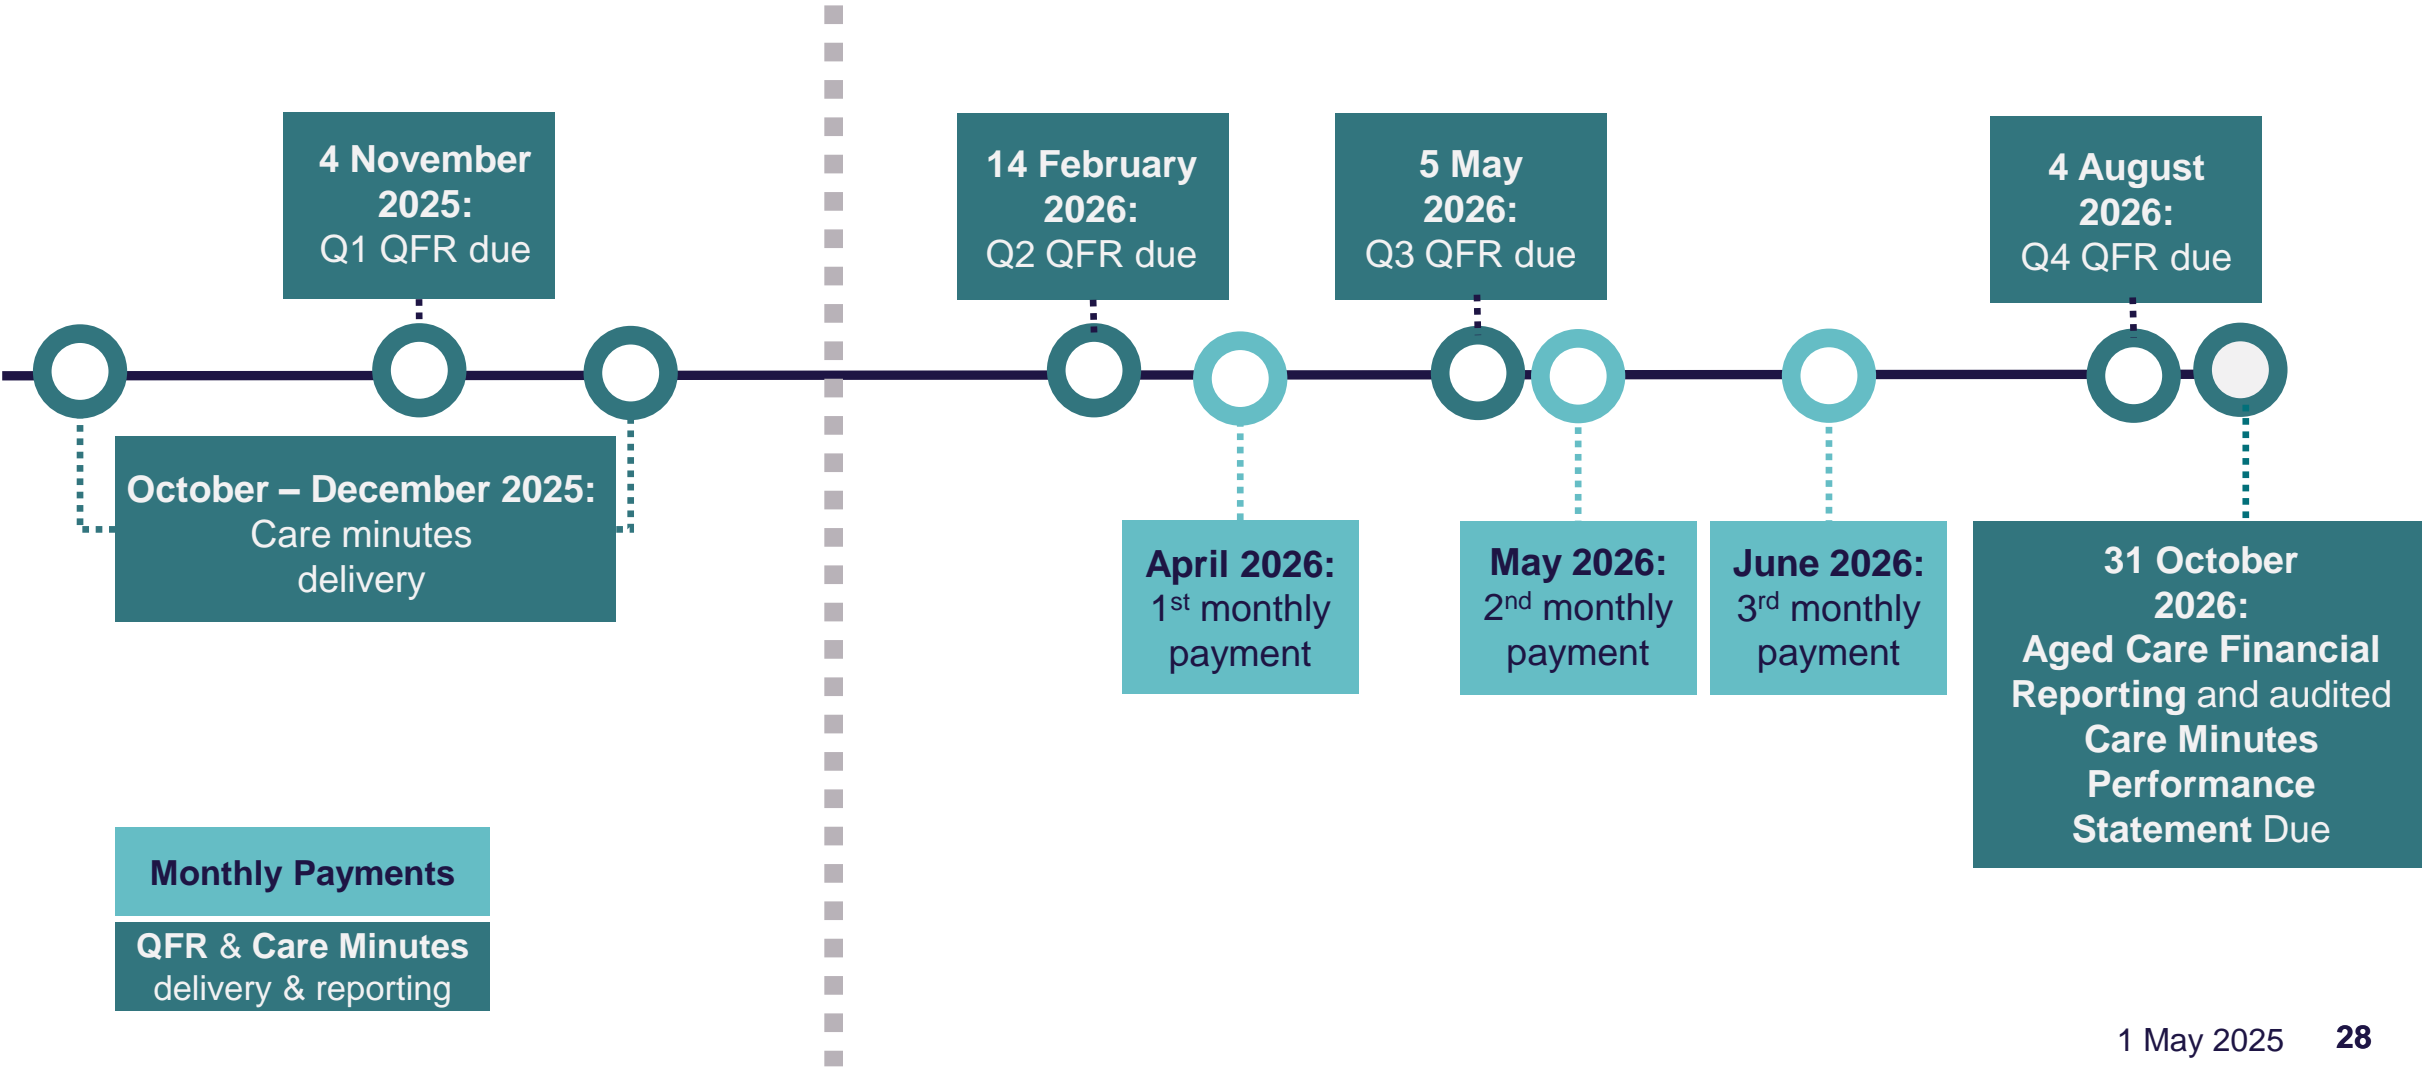 4 November
2025:
Q1 QFR due
14 February
2026:
Q2 QFR due
5 May
2026:
Q3 QFR due
4 August
2026:
Q4 QFR due
October – December 2025:
Care minutes
delivery
April 2026:
1st monthly
payment
May 2026:
2nd monthly
payment
June 2026:
3rd monthly
payment
31 October
2026:
Aged Care Financial
Reporting and audited
Care Minutes
Performance
Statement Due
Monthly Payments
QFR & Care Minutes
delivery & reporting
1 May 2025 28